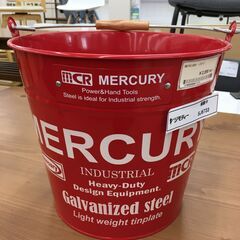 MCR MERCURY
Power&Hand Tools
Steel is ideal for Industrial strength.
MERCURY
INDUSTRIAL
Heavy-Duty
Design Equipment.
Galvanized steel
Light weight tinplate